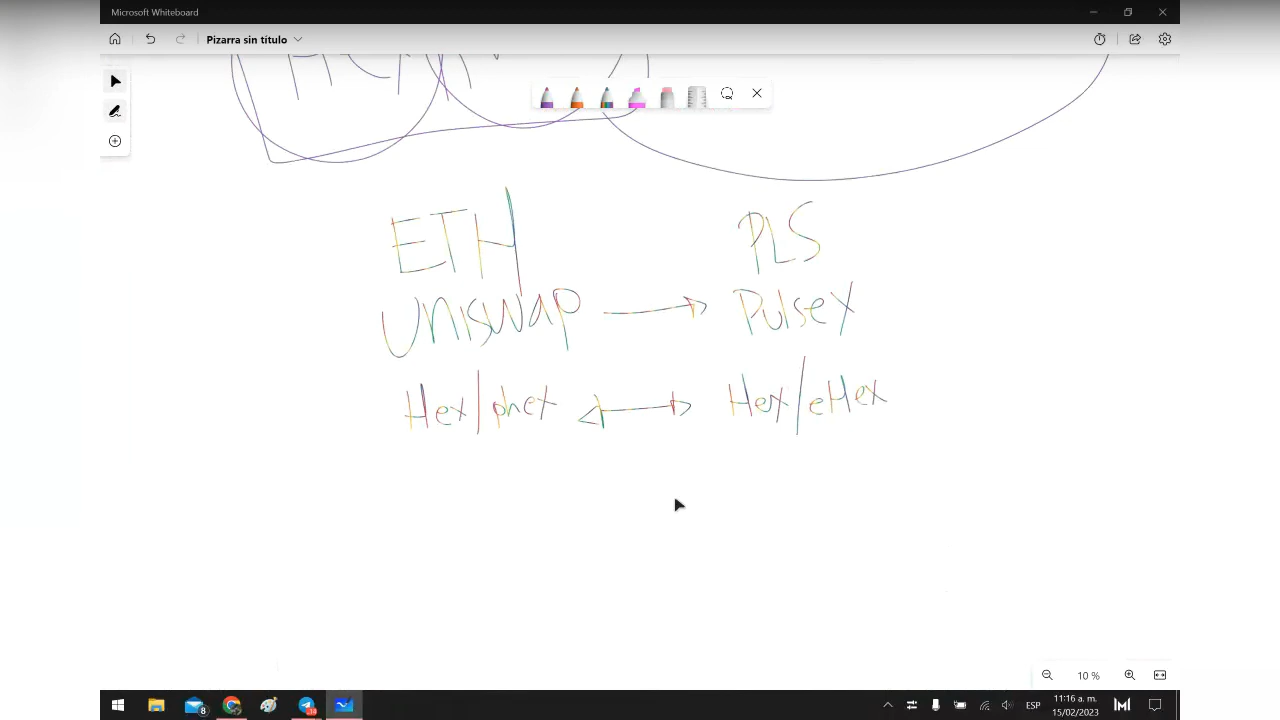 Microsoft Whiteboard
Pizarra sin título
ETH PLS
Uniswap → PulseX
Hex/phex ↔ Hex/eHex
10 %
8
ESP
11:16 a. m.
15/02/2023